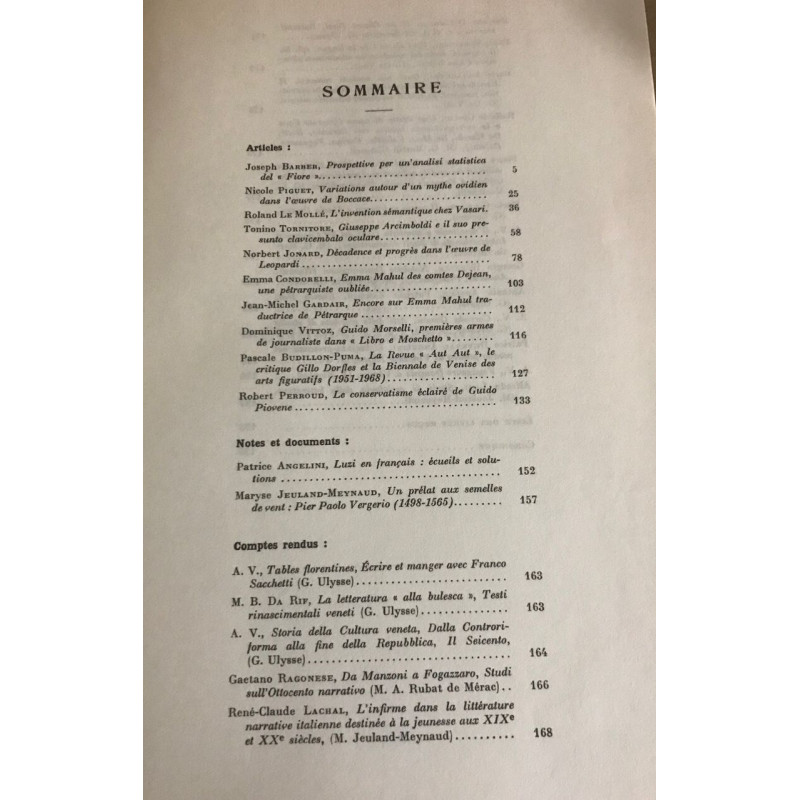 SOMMAIRE
Articles :
Joseph BARBER, Prospettive per un'analisi statistica
del « Fiore »............ 5
Nicole PIGUET, Variations autour d'un mythe ovidien
dans l'œuvre de Boccace............ 25
Roland LE MOLLÉ, L'invention sémantique chez Vasari. 36
Tonino TORNITORE, Giuseppe Arcimboldi e il suo pre-
sunto clavicembalo oculare............ 58
Norbert JONARD, Décadence et progrès dans l'œuvre de
Leopardi ............ 78
Emma CONDORELLI, Emma Mahul des comtes Dejean,
une pétrarquiste oubliée............ 103
Jean-Michel GARDAIR, Encore sur Emma Mahul tra-
ductrice de Pétrarque ............ 112
Dominique VITTOZ, Guido Morselli, premières armes
de journaliste dans « Libro e Moschetto »....... 116
Pascale BUDILLON-PUMA, La Revue « Aut Aut », le
critique Gillo Dorfles et la Biennale de Venise des
arts figuratifs (1951-1968)............ 127
Robert PERROUD, Le conservatisme éclairé de Guido
Piovene ............ 133
Notes et documents :
Patrice ANGELINI, Luzi en français : écueils et solu-
tions ............ 152
Maryse JEULAND-MEYNAUD, Un prélat aux semelles
de vent : Pier Paolo Vergerio (1498-1565)........ 157
Comptes rendus :
A. V., Tables florentines, Écrire et manger avec Franco
Sacchetti (G. Ulysse)............ 163
M. B. DA RIF, La letteratura « alla bulesca », Testi
rinascimentali veneti (G. Ulysse)............ 163
A. V., Storia della Cultura veneta, Dalla Controri-
forma alla fine della Repubblica, Il Seicento,
(G. Ulysse)............ 164
Gaetano RAGONESE, Da Manzoni a Fogazzaro, Studi
sull'Ottocento narrativo (M. A. Rubat de Mérac).. 166
René-Claude LACHAL, L'infirme dans la littérature
narrative italienne destinée à la jeunesse aux XIXe
et XXe siècles, (M. Jeuland-Meynaud).......... 168